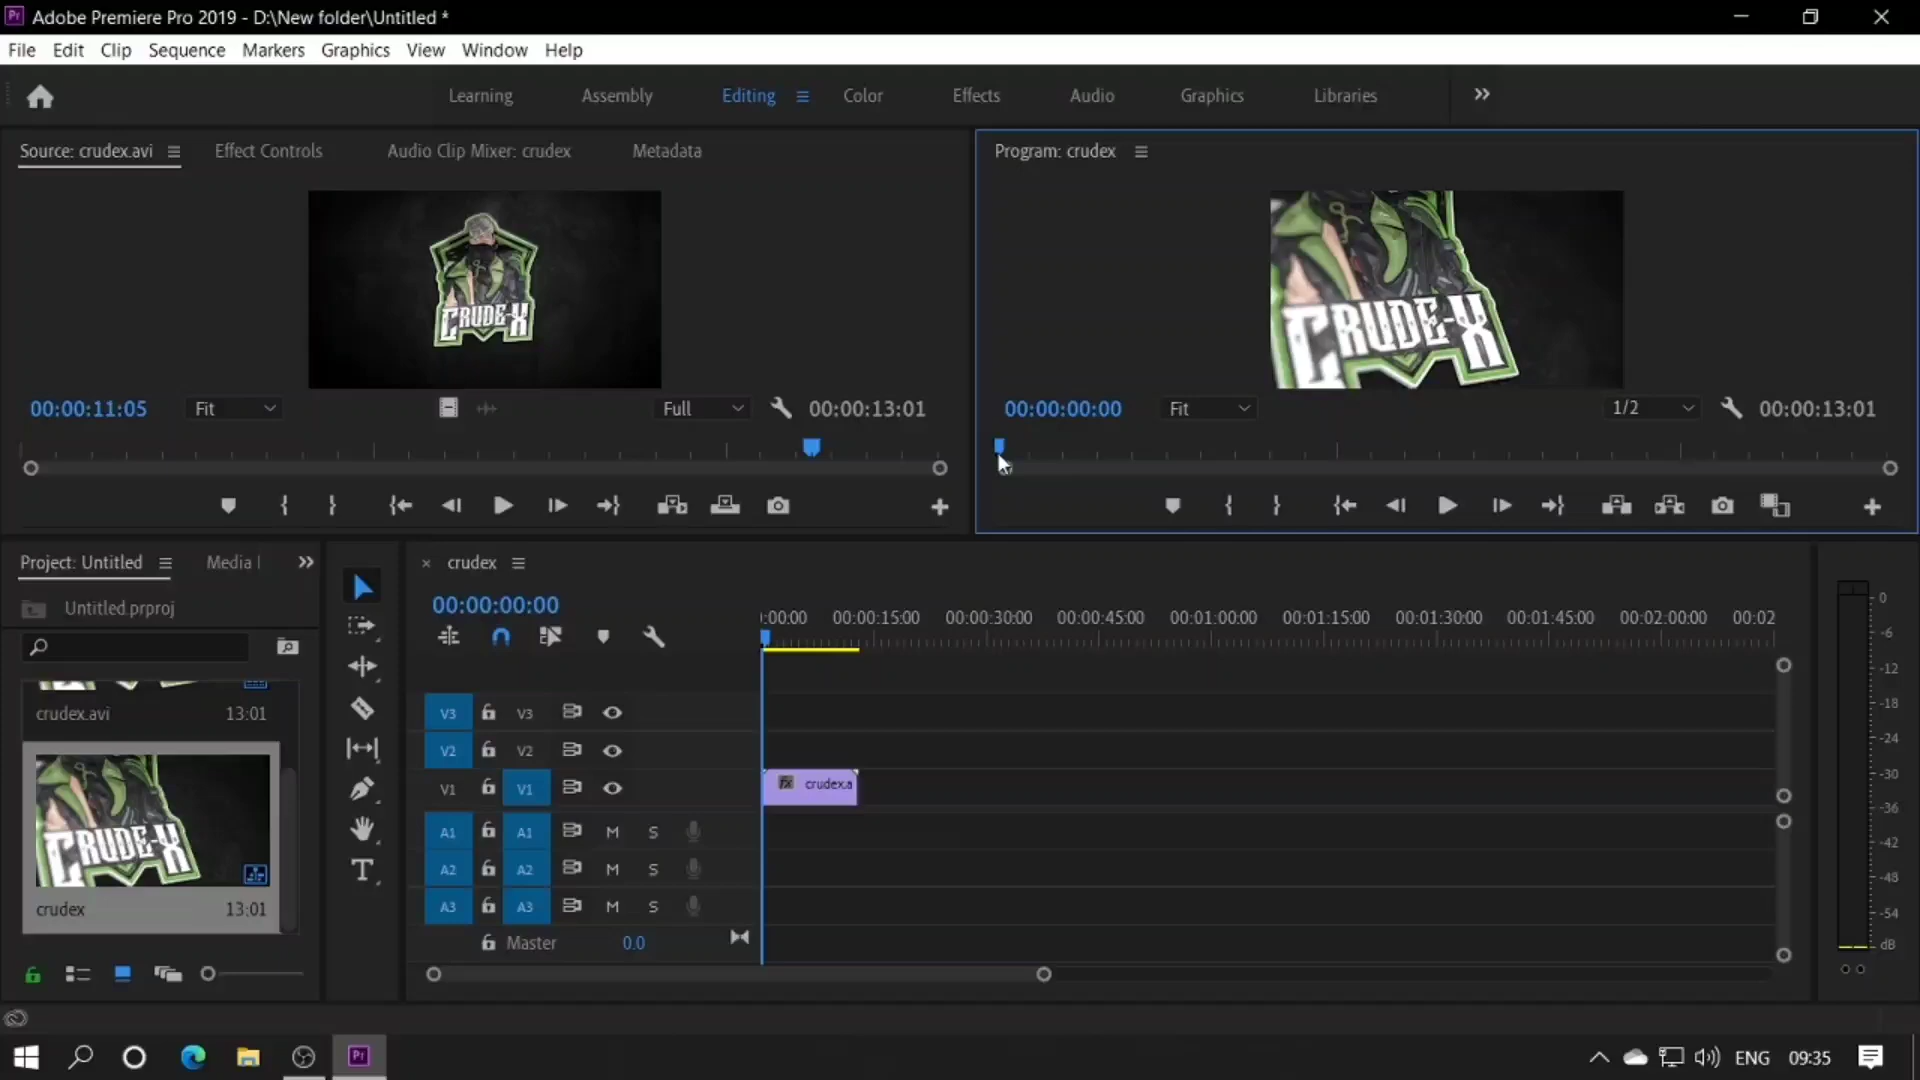 Adobe Premiere Pro 2019 - D:\New folder\Untitled *
File Edit Clip Sequence Markers Graphics View Window Help
Learning Assembly Editing Color Effects Audio Graphics Libraries
Source: crudex.avi Effect Controls Audio Clip Mixer: crudex Metadata
Program: crudex
CRUDE-X
CRUDE-X
00:00:11:05 Fit Full 00:00:13:01
00:00:00:00 Fit 1/2 00:00:13:01
Project: Untitled Media
Untitled.prproj
crudex.avi 13:01
CRUDE-X
crudex 13:01
crudex
00:00:00:00
:00:00 00:00:15:00 00:00:30:00 00:00:45:00 00:01:00:00 00:01:15:00 00:01:30:00 00:01:45:00 00:02:00:00 00:02
V3 V3
V2 V2
V1 V1 fx crudex.a
A1 A1 M S
A2 A2 M S
A3 A3 M S
Master 0.0
0
-6
-12
-18
-24
-30
-36
-42
-48
-54
dB
Pr ENG 09:35